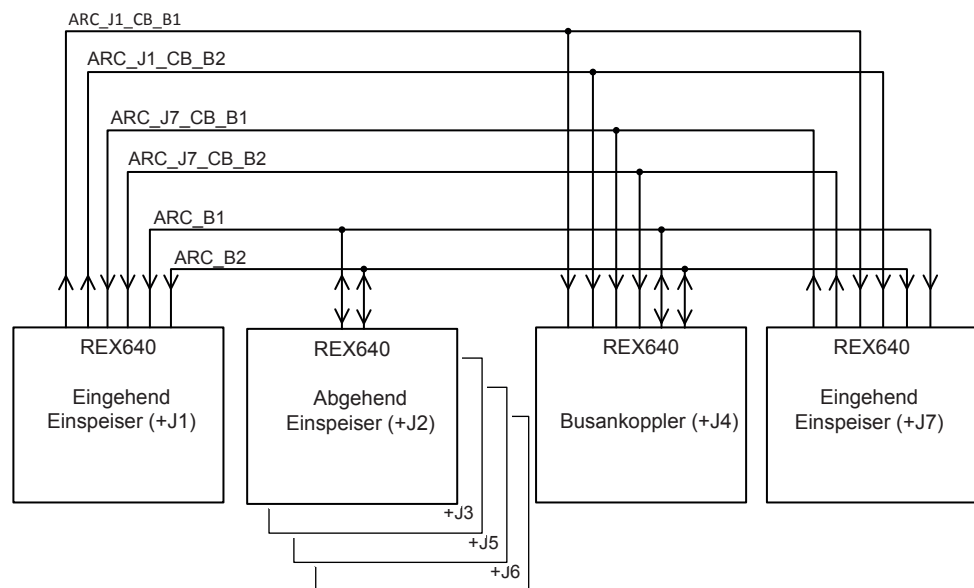 ARC_J1_CB_B1
ARC_J1_CB_B2
ARC_J7_CB_B1
ARC_J7_CB_B2
ARC_B1
ARC_B2
REX640
Eingehend
Einspeiser (+J1)
REX640
Abgehend
Einspeiser (+J2)
+J3
+J5
+J6
REX640
Busankoppler (+J4)
REX640
Eingehend
Einspeiser (+J7)